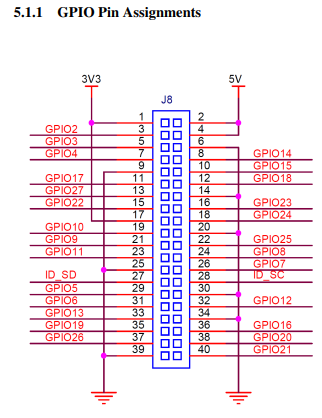 5.1.1 GPIO Pin Assignments
3V3 5V
J8
1 2
GPIO2 3 4
GPIO3 5 6
GPIO4 7 8 GPIO14
9 10 GPIO15
GPIO17 11 12 GPIO18
GPIO27 13 14
GPIO22 15 16 GPIO23
17 18 GPIO24
GPIO10 19 20
GPIO9 21 22 GPIO25
GPIO11 23 24 GPIO8
25 26 GPIO7
ID_SD 27 28 ID_SC
GPIO5 29 30
GPIO6 31 32 GPIO12
GPIO13 33 34
GPIO19 35 36 GPIO16
GPIO26 37 38 GPIO20
39 40 GPIO21